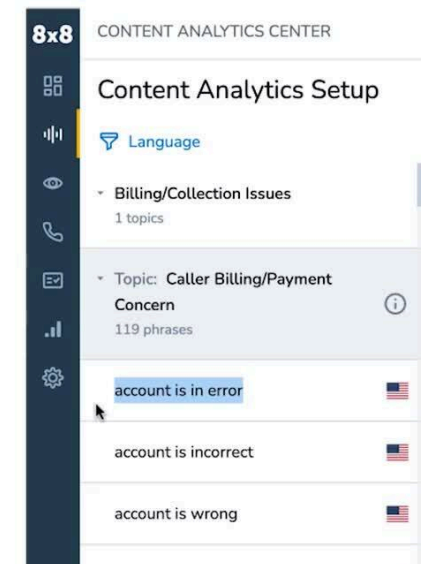 8x8
CONTENT ANALYTICS CENTER
Content Analytics Setup
Language
Billing/Collection Issues
1 topics
Topic: Caller Billing/Payment
Concern
119 phrases
account is in error
account is incorrect
account is wrong